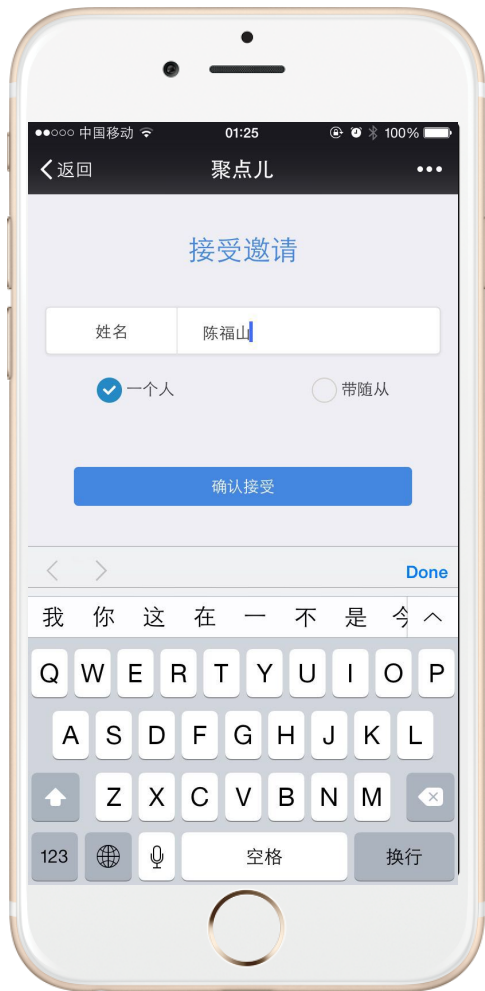 中国移动 01:25 100%
返回 聚点儿
接受邀请
姓名 陈福山
一个人 带随从
确认接受
Done
我 你 这 在 一 不 是 今
Q W E R T Y U I O P
A S D F G H J K L
Z X C V B N M
123 空格 换行